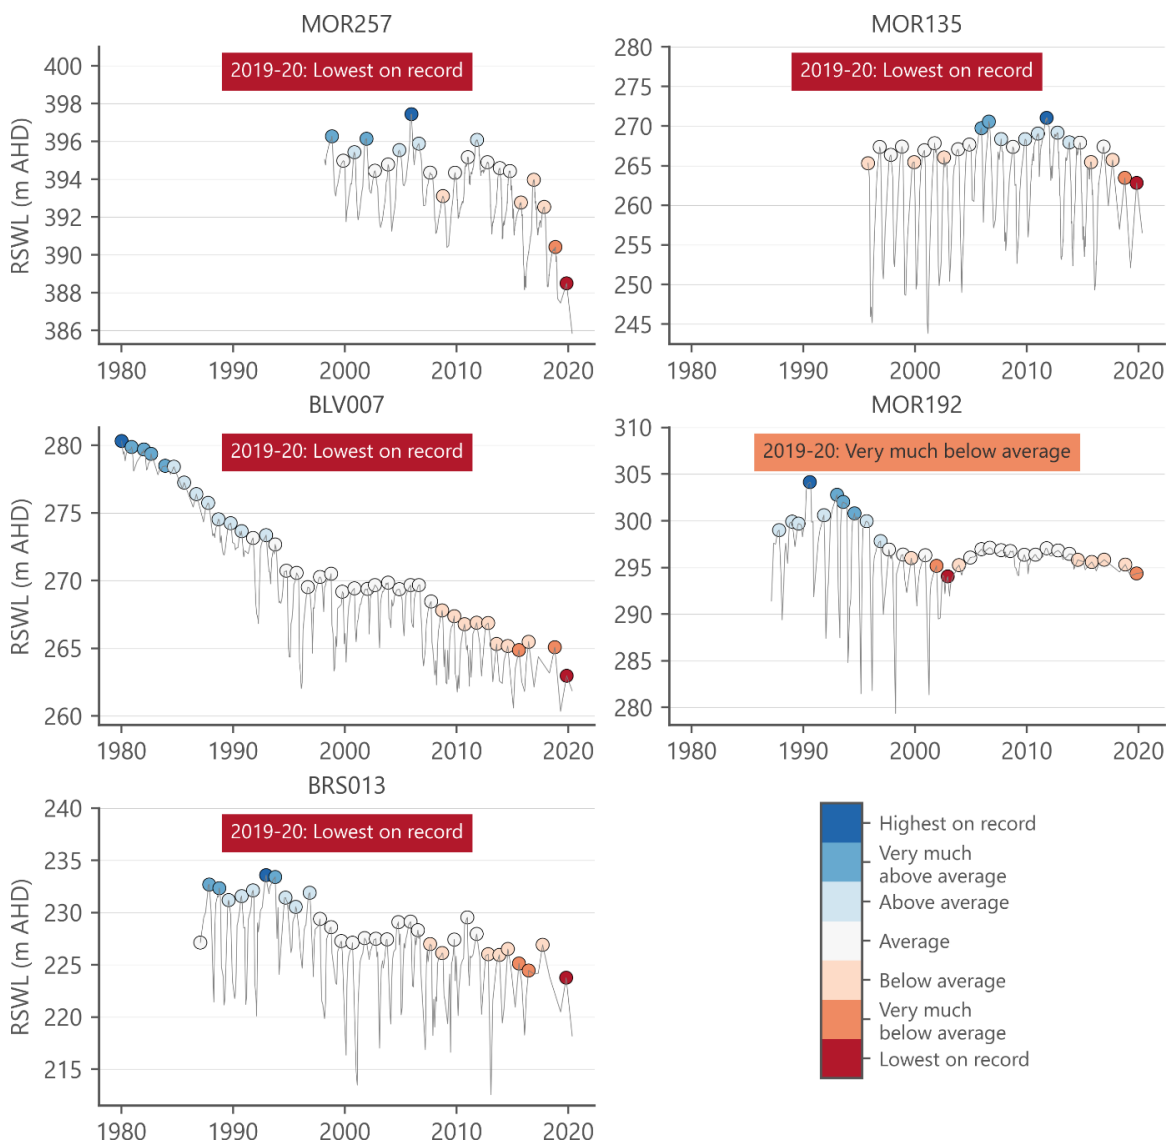 MOR257
2019-20: Lowest on record
RSWL (m AHD)
400
398
396
394
392
390
388
386
1980 1990 2000 2010 2020
MOR135
2019-20: Lowest on record
280
275
270
265
260
255
250
245
1980 1990 2000 2010 2020
BLV007
2019-20: Lowest on record
RSWL (m AHD)
280
275
270
265
260
1980 1990 2000 2010 2020
MOR192
2019-20: Very much below average
310
305
300
295
290
285
280
1980 1990 2000 2010 2020
BRS013
2019-20: Lowest on record
RSWL (m AHD)
240
235
230
225
220
215
1980 1990 2000 2010 2020
Highest on record
Very much
above average
Above average
Average
Below average
Very much
below average
Lowest on record